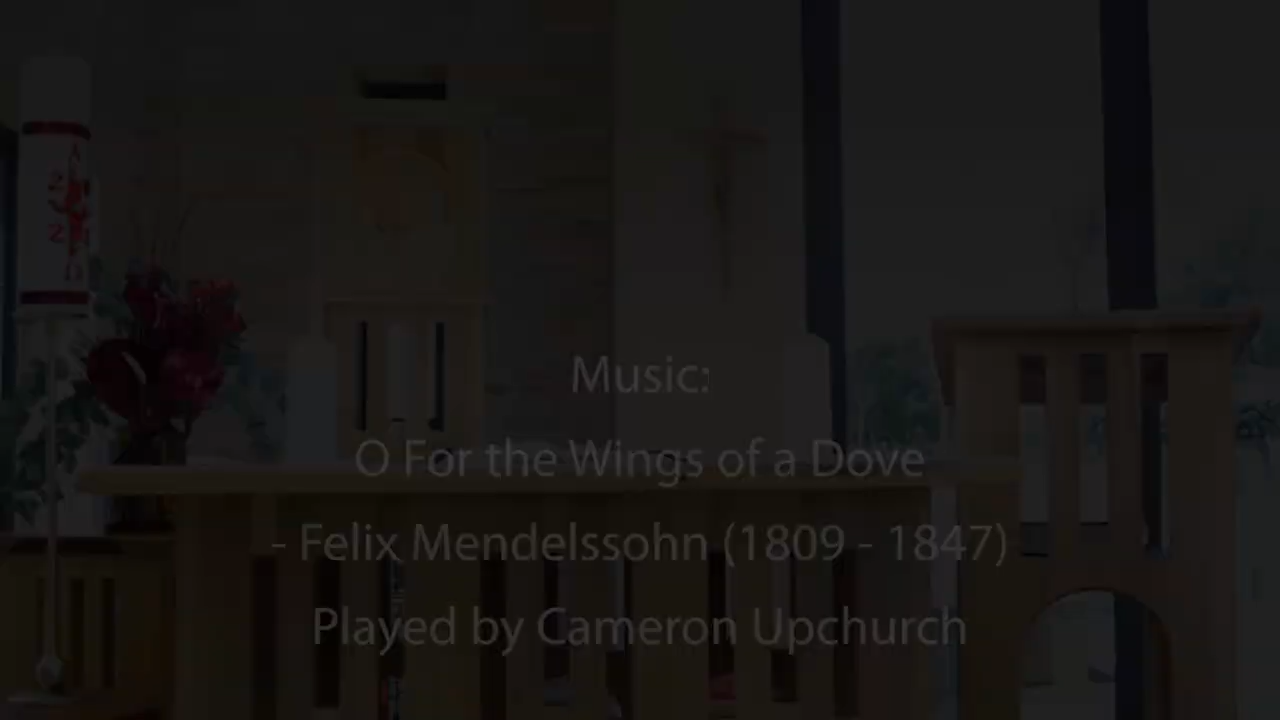 Music:
O For the Wings of a Dove
- Felix Mendelssohn (1809 - 1847)
Played by Cameron Upchurch